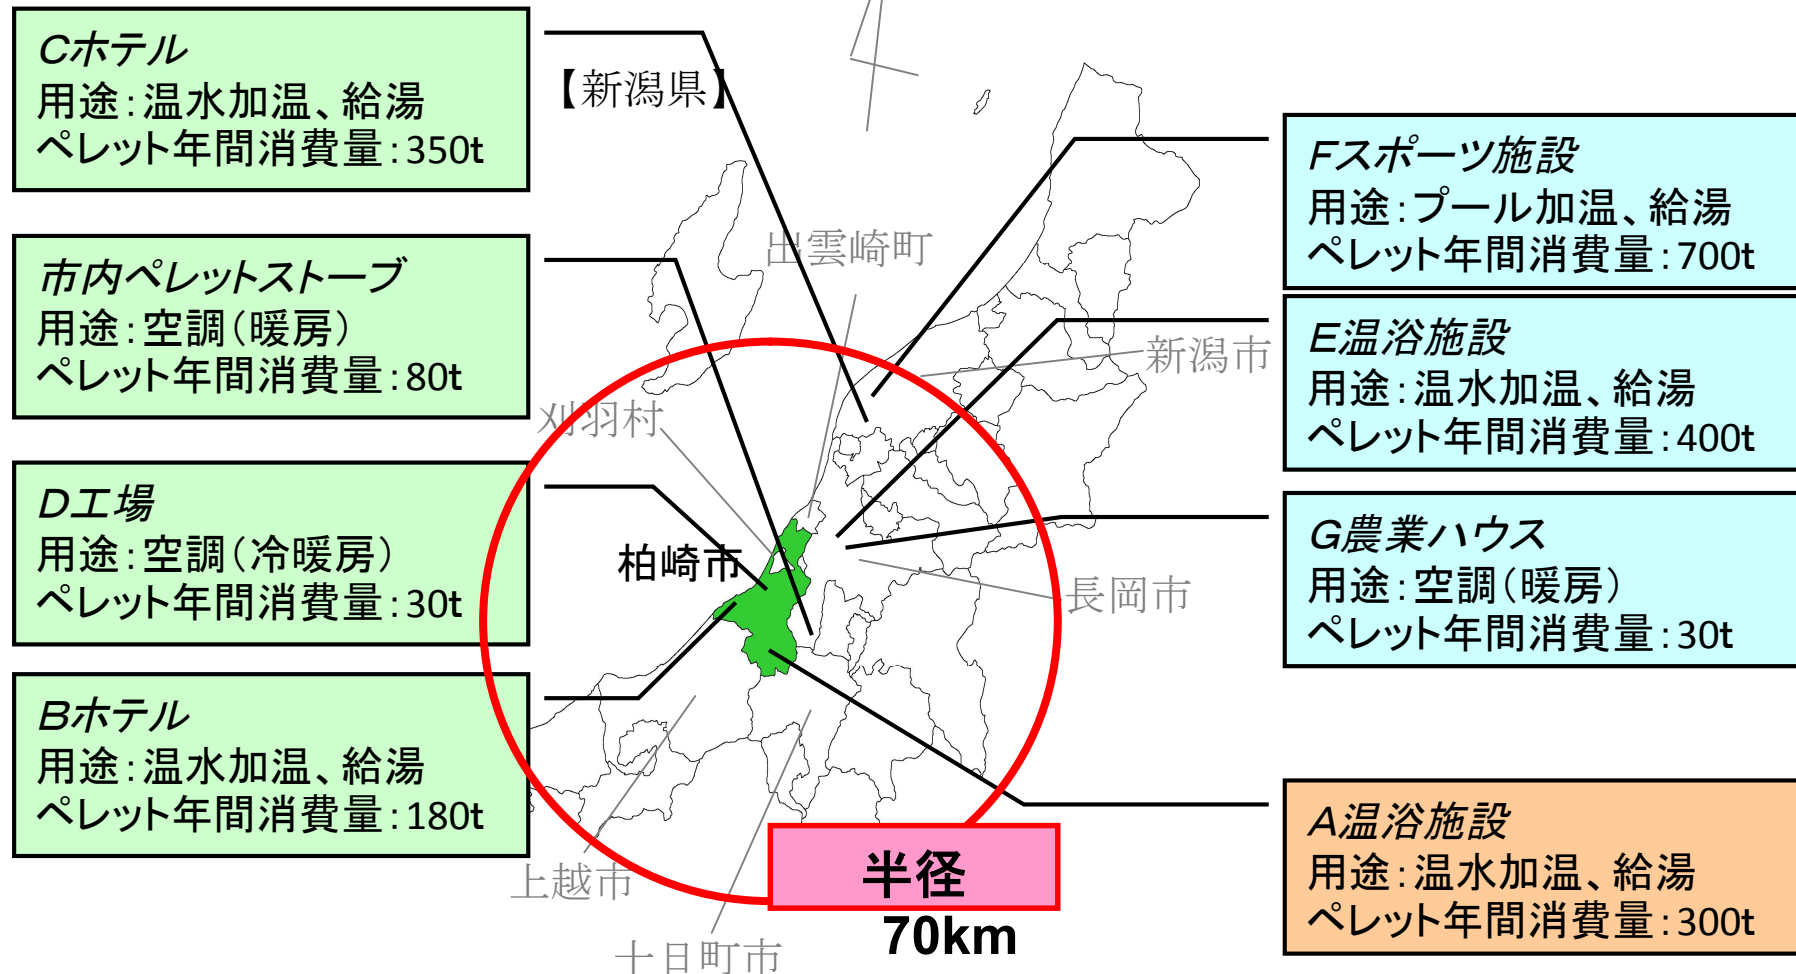 Cホテル
用途：温水加温、給湯
ペレット年間消費量：350t
市内ペレットストーブ
用途：空調（暖房）
ペレット年間消費量：80t
D工場
用途：空調（冷暖房）
ペレット年間消費量：30t
Bホテル
用途：温水加温、給湯
ペレット年間消費量：180t
【新潟県】
出雲崎町
刈羽村
柏崎市
新潟市
長岡市
上越市
十日町市
半径
70km
Fスポーツ施設
用途：プール加温、給湯
ペレット年間消費量：700t
E温浴施設
用途：温水加温、給湯
ペレット年間消費量：400t
G農業ハウス
用途：空調（暖房）
ペレット年間消費量：30t
A温浴施設
用途：温水加温、給湯
ペレット年間消費量：300t